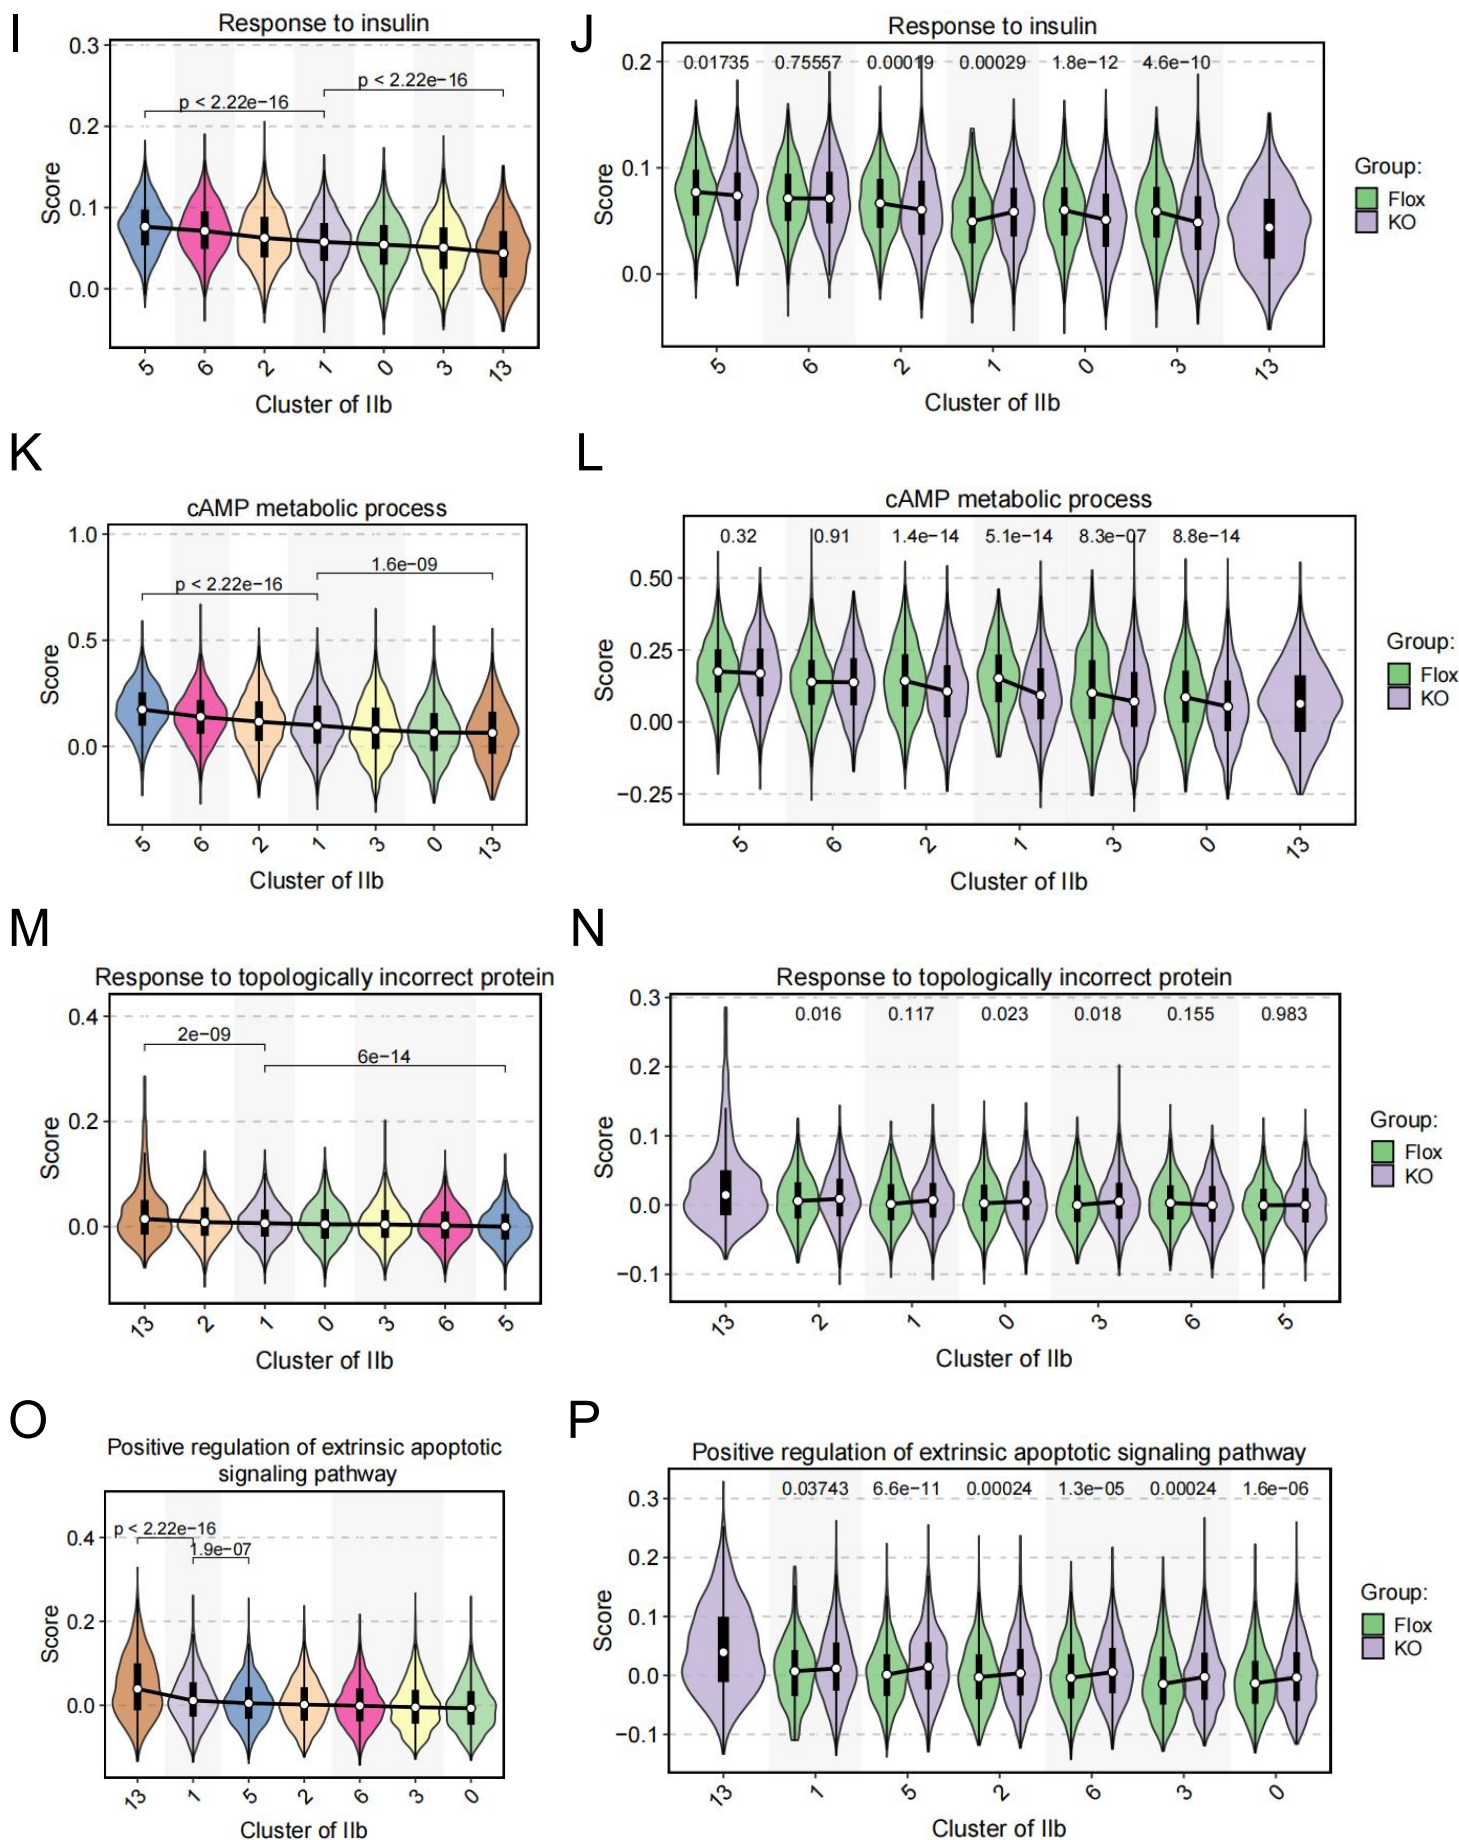 I
Response to insulin
0.3
0.2
0.1
0.0
Score
p < 2.22e−16
p < 2.22e−16
5 6 2 1 0 3 13
Cluster of IIb
J
Response to insulin
0.2
0.1
0.0
Score
0.01735 0.75557 0.00019 0.00029 1.8e−12 4.6e−10
5 6 2 1 0 3 13
Cluster of IIb
Group:
Flox
KO
K
cAMP metabolic process
1.0
0.5
0.0
Score
p < 2.22e−16
1.6e−09
5 6 2 1 3 0 13
Cluster of IIb
L
cAMP metabolic process
0.50
0.25
0.00
−0.25
Score
0.32 0.91 1.4e−14 5.1e−14 8.3e−07 8.8e−14
5 6 2 1 3 0 13
Cluster of IIb
Group:
Flox
KO
M
Response to topologically incorrect protein
0.4
0.2
0.0
Score
2e−09
6e−14
13 2 1 0 3 6 5
Cluster of IIb
N
Response to topologically incorrect protein
0.3
0.2
0.1
0.0
−0.1
Score
0.016 0.117 0.023 0.018 0.155 0.983
13 2 1 0 3 6 5
Cluster of IIb
Group:
Flox
KO
O
Positive regulation of extrinsic apoptotic
signaling pathway
0.4
0.2
0.0
Score
p < 2.22e−16
1.9e−07
13 1 5 2 6 3 0
Cluster of IIb
P
Positive regulation of extrinsic apoptotic signaling pathway
0.3
0.2
0.1
0.0
−0.1
Score
0.03743 6.6e−11 0.00024 1.3e−05 0.00024 1.6e−06
13 1 5 2 6 3 0
Cluster of IIb
Group:
Flox
KO